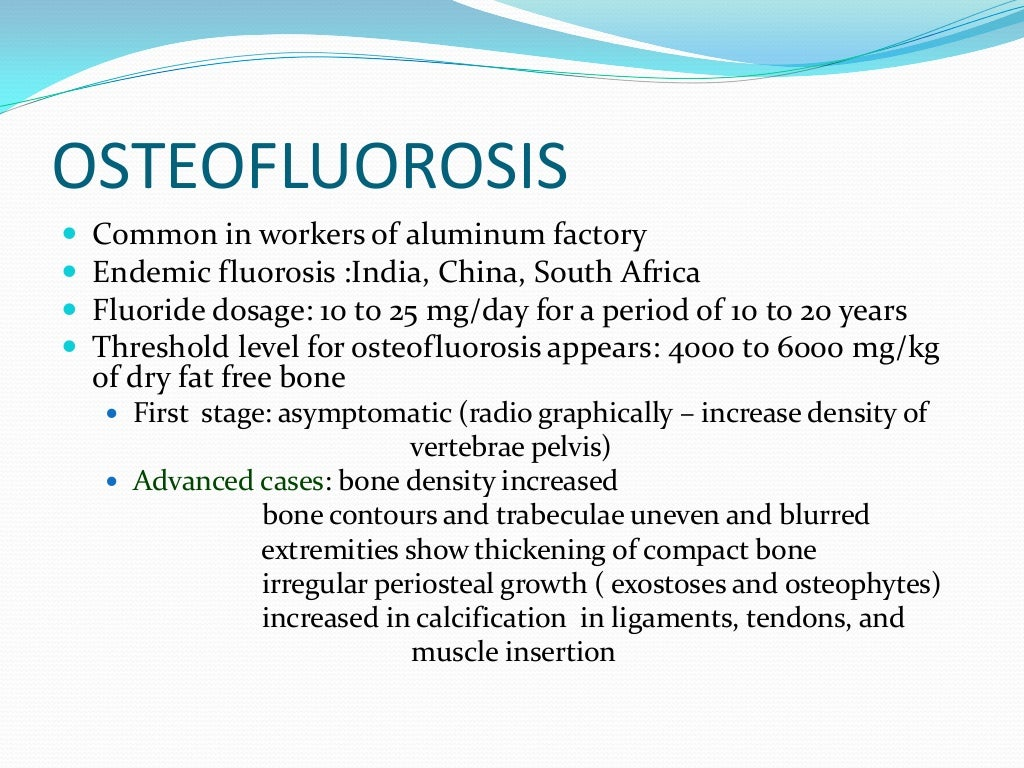 OSTEOFLUOROSIS
Common in workers of aluminum factory
Endemic fluorosis :India, China, South Africa
Fluoride dosage: 10 to 25 mg/day for a period of 10 to 20 years
Threshold level for osteofluorosis appears: 4000 to 6000 mg/kg
of dry fat free bone
First stage: asymptomatic (radio graphically – increase density of
vertebrae pelvis)
Advanced cases: bone density increased
bone contours and trabeculae uneven and blurred
extremities show thickening of compact bone
irregular periosteal growth ( exostoses and osteophytes)
increased in calcification in ligaments, tendons, and
muscle insertion